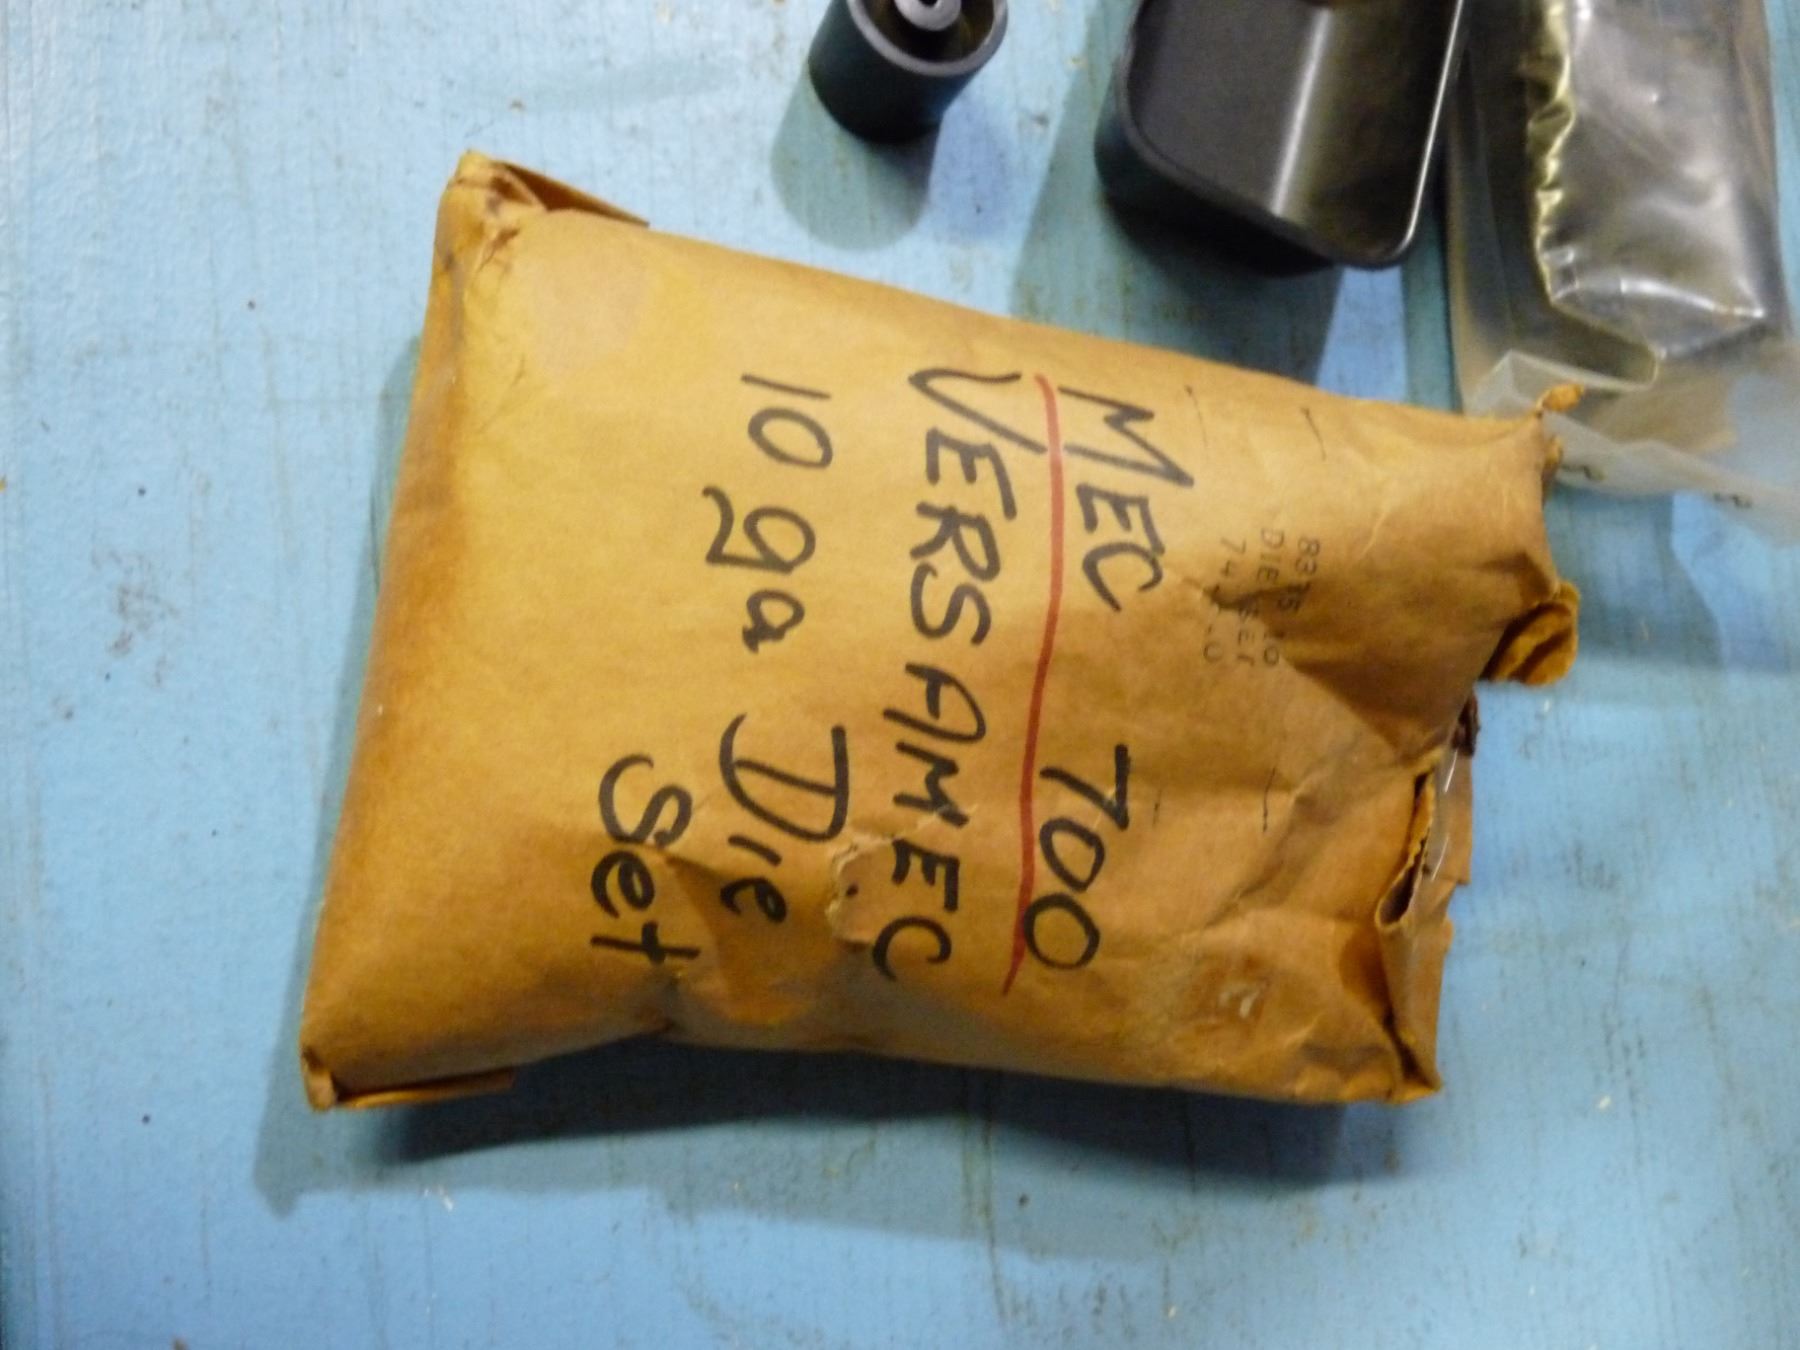 MEC 700
VERSAMEC
10 ga Die
Set
DIE SET